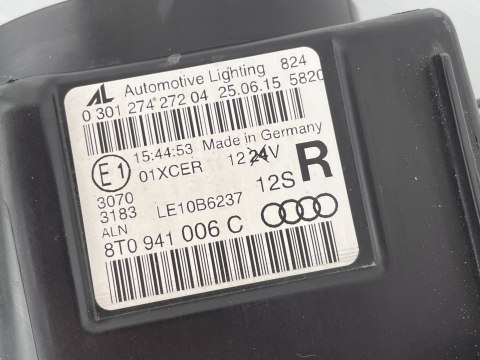 AL Automotive Lighting 824
0 301 274 272 04 25.06.15 5820
15:44:53 Made in Germany
E1 01XCER 12 24V R
3070
3183 LE10B6237 12S
ALN
8T0 941 006 C